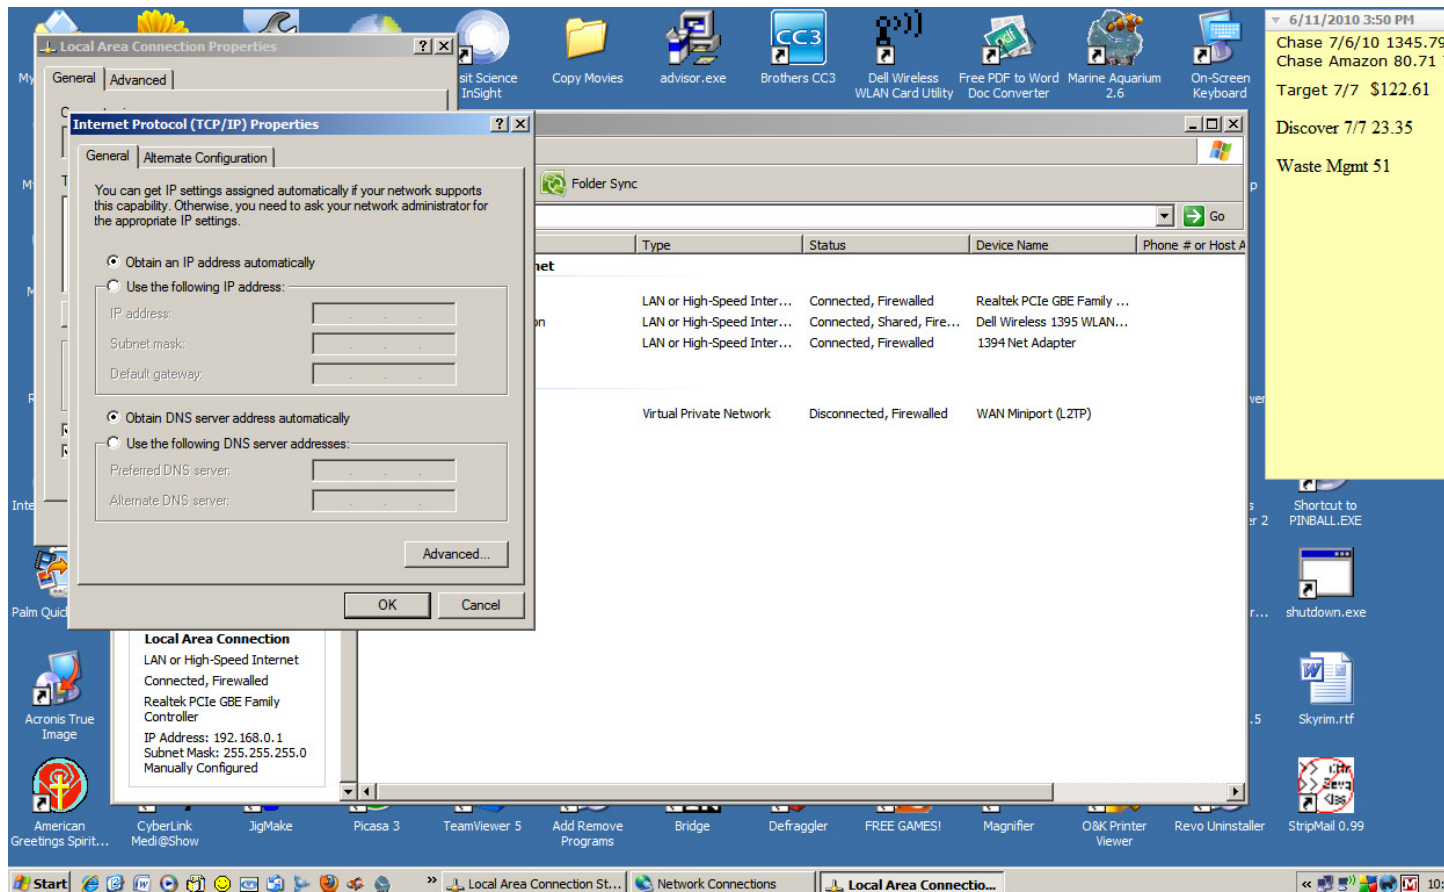 Local Area Connection Properties
General
Advanced
Internet Protocol (TCP/IP) Properties
General
Alternate Configuration
You can get IP settings assigned automatically if your network supports
this capability. Otherwise, you need to ask your network administrator for
the appropriate IP settings.
Obtain an IP address automatically
Use the following IP address:
IP address:
Subnet mask:
Default gateway:
Obtain DNS server address automatically
Use the following DNS server addresses:
Preferred DNS server:
Alternate DNS server:
Advanced...
OK
Cancel
InSight
Copy Movies
advisor.exe
Brothers CC3
Dell Wireless
WLAN Card Utility
Free PDF to Word
Doc Converter
Marine Aquarium
2.6
On-Screen
Keyboard
6/11/2010 3:50 PM
Chase 7/6/10 1345.79
Chase Amazon 80.71
Target 7/7 $122.61
Discover 7/7 23.35
Waste Mgmt 51
Folder Sync
Go
Type
Status
Device Name
Phone # or Host A
LAN or High-Speed Inter...
Connected, Firewalled
Realtek PCIe GBE Family ...
LAN or High-Speed Inter...
Connected, Shared, Fire...
Dell Wireless 1395 WLAN...
LAN or High-Speed Inter...
Connected, Firewalled
1394 Net Adapter
Virtual Private Network
Disconnected, Firewalled
WAN Miniport (L2TP)
Local Area Connection
LAN or High-Speed Internet
Connected, Firewalled
Realtek PCIe GBE Family
Controller
IP Address: 192.168.0.1
Subnet Mask: 255.255.255.0
Manually Configured
Shortcut to
PINBALL.EXE
shutdown.exe
Skyrim.rtf
StripMail 0.99
Palm Quick
Acronis True
Image
American
Greetings Spirit...
CyberLink
Medi@Show
JigMake
Picasa 3
TeamViewer 5
Add Remove
Programs
Bridge
Defraggler
FREE GAMES!
Magnifier
O&K Printer
Viewer
Revo Uninstaller
Start
Local Area Connection St...
Network Connections
Local Area Connectio...
10: